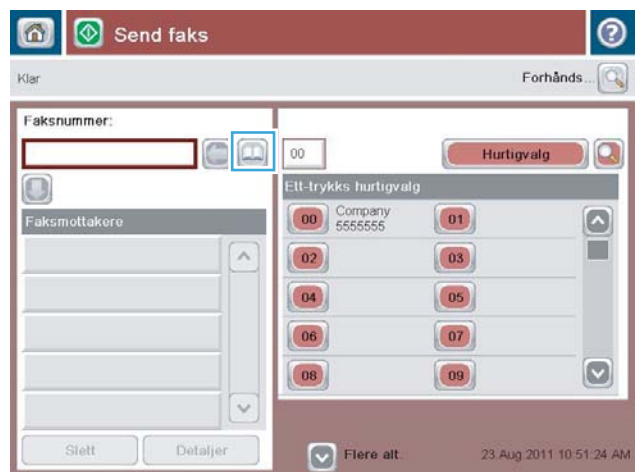 Send faks
Klar
Forhånds...
Faksnummer:
00
Hurtigvalg
Ett-trykks hurtigvalg
00 Company 01
5555555
Faksmottakere
02 03
04 05
06 07
08 09
Slett Detaljer
Flere alt. 23.Aug 2011 10:51:24 AM